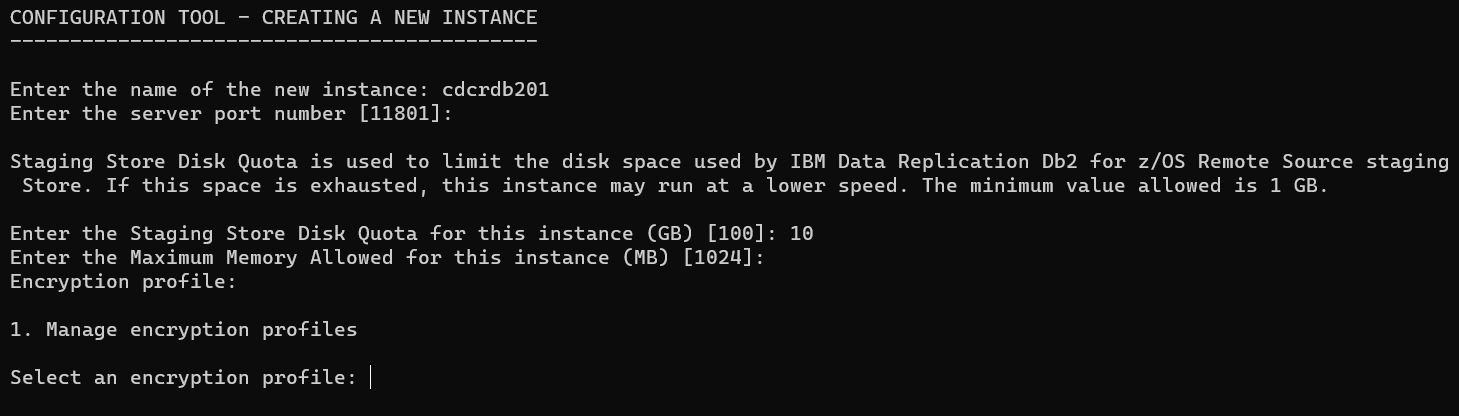 CONFIGURATION TOOL - CREATING A NEW INSTANCE
--------------------------------------------
Enter the name of the new instance: cdcrdb201
Enter the server port number [11801]:
Staging Store Disk Quota is used to limit the disk space used by IBM Data Replication Db2 for z/OS Remote Source staging
Store. If this space is exhausted, this instance may run at a lower speed. The minimum value allowed is 1 GB.
Enter the Staging Store Disk Quota for this instance (GB) [100]: 10
Enter the Maximum Memory Allowed for this instance (MB) [1024]:
Encryption profile:
1. Manage encryption profiles
Select an encryption profile: